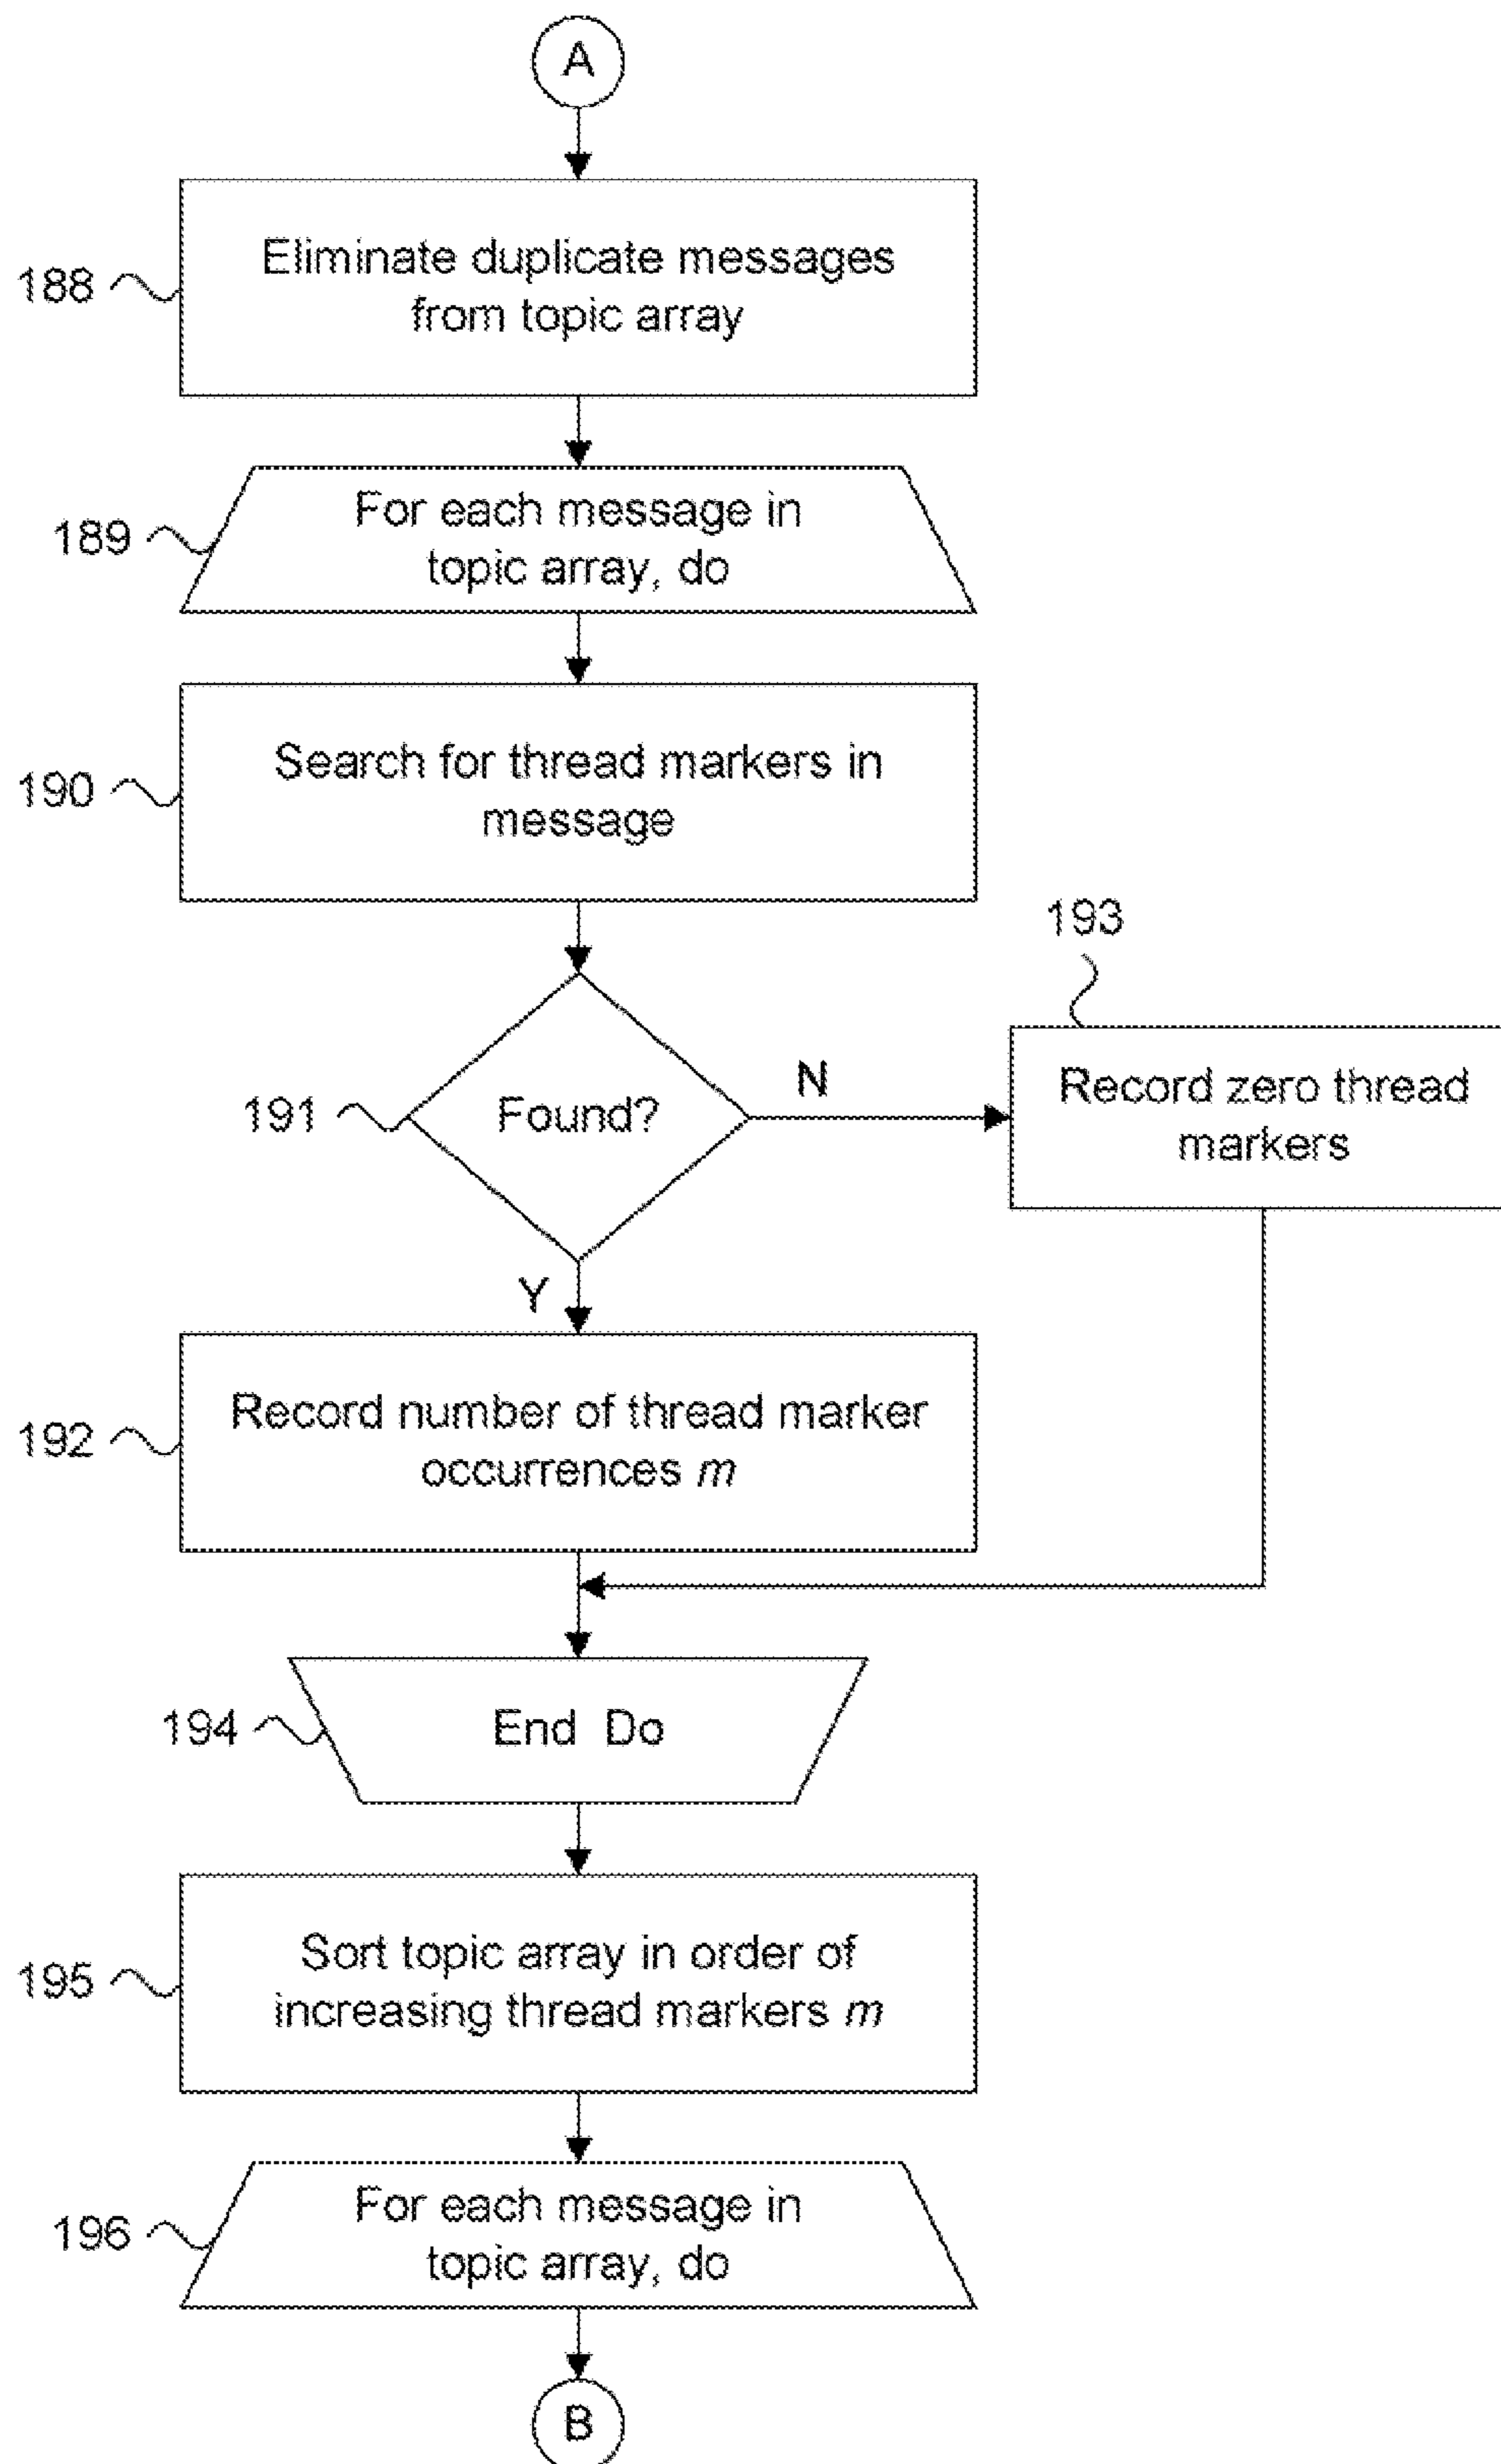 A
188
Eliminate duplicate messages
from topic array
189
For each message in
topic array, do
190
Search for thread markers in
message
193
191
Found?
N
Record zero thread
markers
Y
192
Record number of thread marker
occurrences m
194
End Do
195
Sort topic array in order of
increasing thread markers m
196
For each message in
topic array, do
B